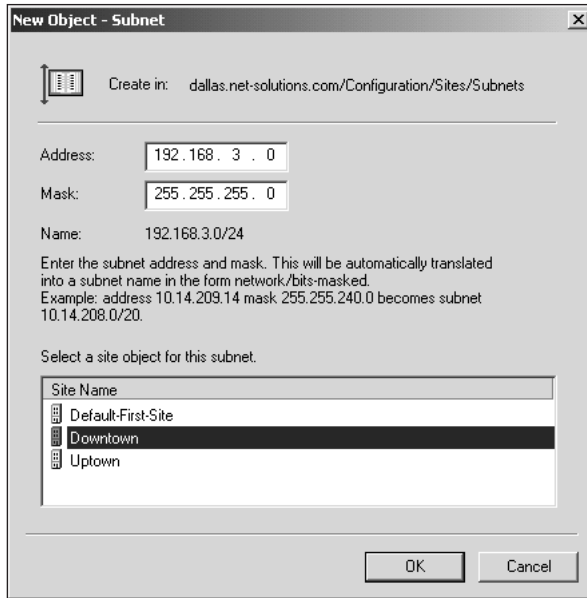 New Object - Subnet
Create in: dallas.net-solutions.com/Configuration/Sites/Subnets
Address: 192.168. 3 . 0
Mask: 255.255.255. 0
Name: 192.168.3.0/24
Enter the subnet address and mask. This will be automatically translated
into a subnet name in the form network/bits-masked.
Example: address 10.14.209.14 mask 255.255.240.0 becomes subnet
10.14.208.0/20.
Select a site object for this subnet.
Site Name
Default-First-Site
Downtown
Uptown
OK Cancel